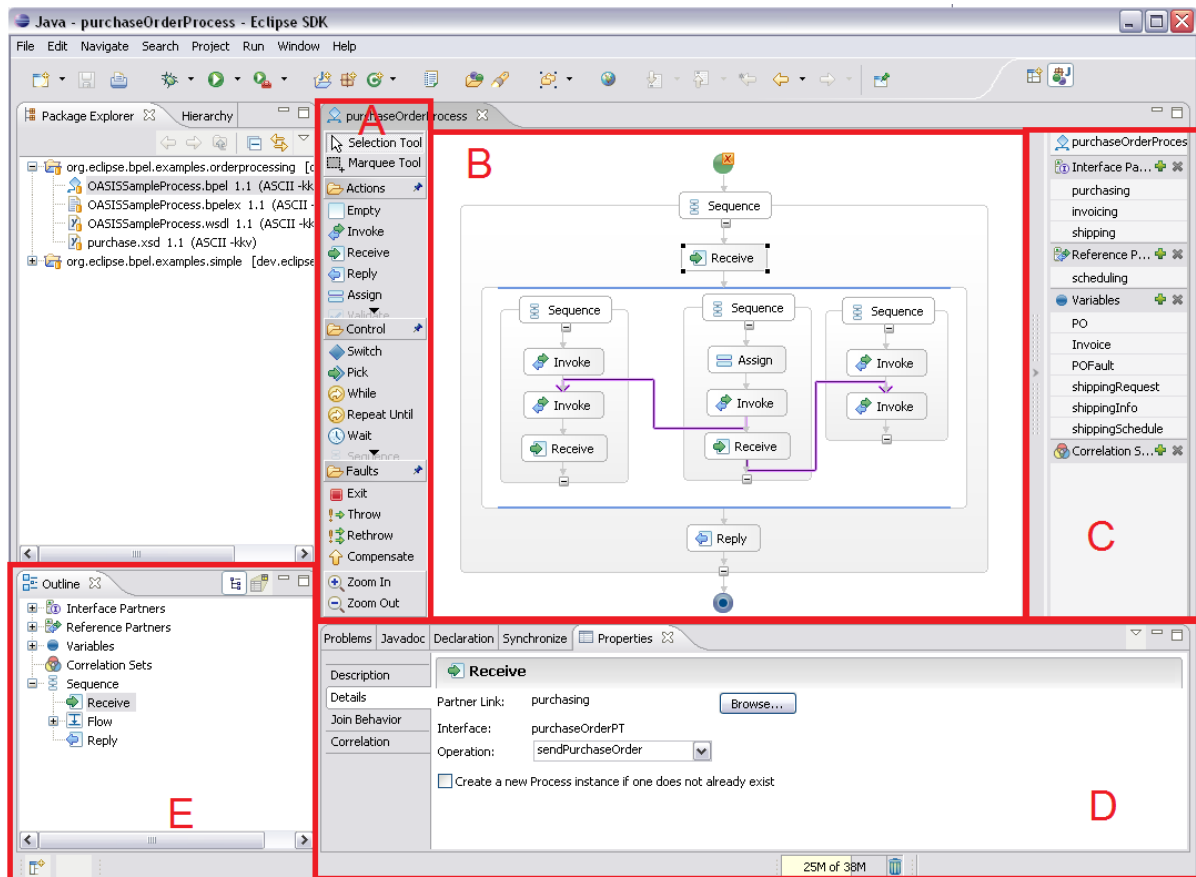 Java - purchaseOrderProcess - Eclipse SDK
File Edit Navigate Search Project Run Window Help
Package Explorer Hierarchy
org.eclipse.bpel.examples.orderprocessing [d
OASISSampleProcess.bpel 1.1 (ASCII -kk
OASISSampleProcess.bpelex 1.1 (ASCII -
OASISSampleProcess.wsdl 1.1 (ASCII -kk
purchase.xsd 1.1 (ASCII -kkv)
org.eclipse.bpel.examples.simple [dev.eclipse
purchaseOrderProcess
A
Selection Tool
Marquee Tool
Actions
Empty
Invoke
Receive
Reply
Assign
Validate
Control
Switch
Pick
While
Repeat Until
Wait
Sequence
Faults
Exit
Throw
Rethrow
Compensate
Zoom In
Zoom Out
B
Sequence
Receive
Sequence
Invoke
Invoke
Receive
Sequence
Assign
Invoke
Receive
Sequence
Invoke
Invoke
Reply
purchaseOrderProces
Interface Pa...
purchasing
invoicing
shipping
Reference P...
scheduling
Variables
PO
Invoice
POFault
shippingRequest
shippingInfo
shippingSchedule
Correlation S...
C
Outline
Interface Partners
Reference Partners
Variables
Correlation Sets
Sequence
Receive
Flow
Reply
E
Problems Javadoc Declaration Synchronize Properties
Description
Details
Join Behavior
Correlation
Receive
Partner Link: purchasing Browse...
Interface: purchaseOrderPT
Operation: sendPurchaseOrder
Create a new Process instance if one does not already exist
D
25M of 38M